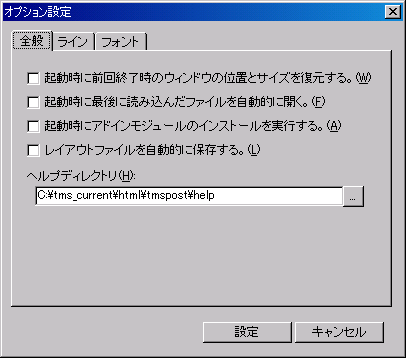 オプション設定
全般 ライン フォント
起動時に前回終了時のウィンドウの位置とサイズを復元する。(W)
起動時に最後に読み込んだファイルを自動的に開く。(F)
起動時にアドインモジュールのインストールを実行する。(A)
レイアウトファイルを自動的に保存する。(L)
ヘルプディレクトリ(H):
C:¥tms_current¥html¥tmspost¥help
...
設定 キャンセル